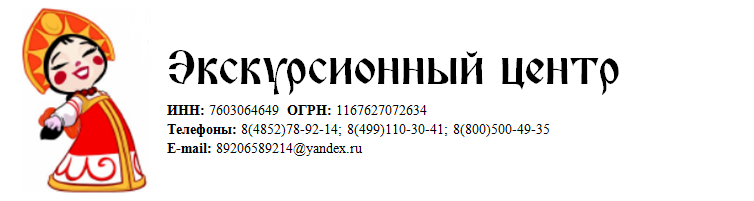 Экскурсионный центр
ИНН: 7603064649 ОГРН: 1167627072634
Телефоны: 8(4852)78-92-14; 8(499)110-30-41; 8(800)500-49-35
E-mail: 89206589214@yandex.ru